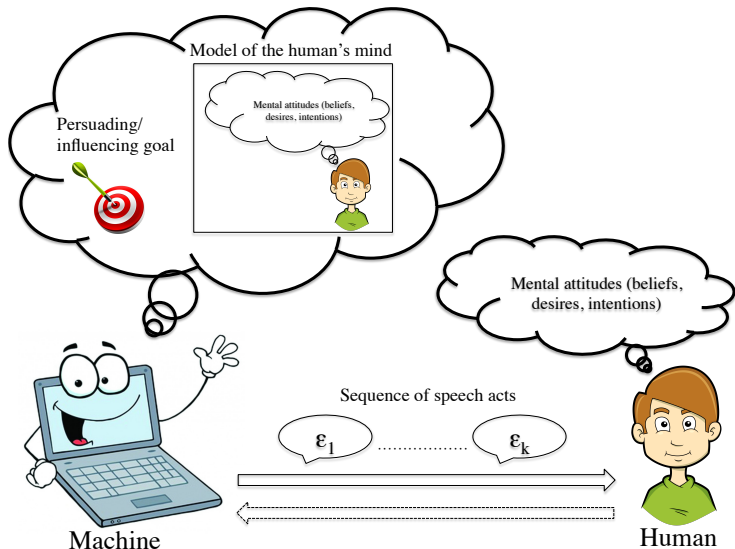 Model of the human's mind
Mental attitudes (beliefs,
desires, intentions)
Persuading/
influencing goal
Mental attitudes (beliefs,
desires, intentions)
Sequence of speech acts
ε1 ..................... εk
Machine
Human